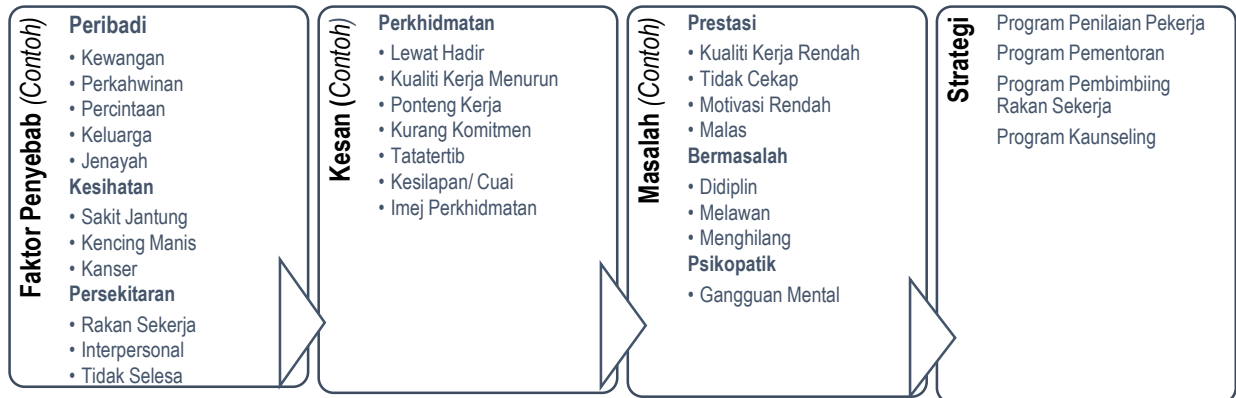 Faktor Penyebab (Contoh)
Peribadi
• Kewangan
• Perkahwinan
• Percintaan
• Keluarga
• Jenayah
Kesihatan
• Sakit Jantung
• Kencing Manis
• Kanser
Persekitaran
• Rakan Sekerja
• Interpersonal
• Tidak Selesa
Kesan (Contoh)
Perkhidmatan
• Lewat Hadir
• Kualiti Kerja Menurun
• Ponteng Kerja
• Kurang Komitmen
• Tatatertib
• Kesilapan/ Cuai
• Imej Perkhidmatan
Masalah (Contoh)
Prestasi
• Kualiti Kerja Rendah
• Tidak Cekap
• Motivasi Rendah
• Malas
Bermasalah
• Didiplin
• Melawan
• Menghilang
Psikopatik
• Gangguan Mental
Strategi
Program Penilaian Pekerja
Program Pementoran
Program Pembimbiing
Rakan Sekerja
Program Kaunseling